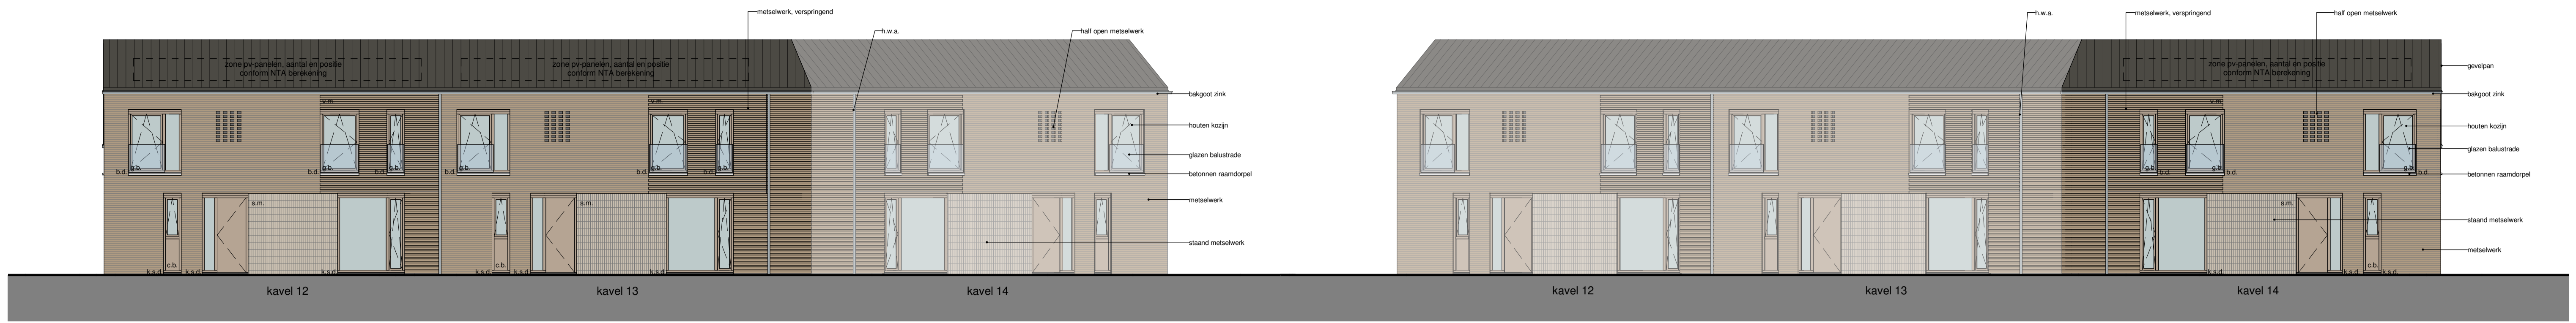 metselwerk, verspringend
h.w.a.
half open metselwerk
zone pv-panelen, aantal en positie
conform NTA berekening
zone pv-panelen, aantal en positie
conform NTA berekening
v.m.
v.m.
bakgoot zink
houten kozijn
glazen balustrade
betonnen raamdorpel
metselwerk
staand metselwerk
g.b.
b.d.
g.b.
b.d.
g.b.
b.d.
g.b.
b.d.
g.b.
b.d.
g.b.
b.d.
s.m.
s.m.
c.b.
c.b.
k.s.d.
k.s.d.
k.s.d.
k.s.d.
k.s.d.
k.s.d.
kavel 12
kavel 13
kavel 14
h.w.a.
metselwerk, verspringend
half open metselwerk
zone pv-panelen, aantal en positie
conform NTA berekening
v.m.
gevelpan
bakgoot zink
houten kozijn
glazen balustrade
betonnen raamdorpel
staand metselwerk
metselwerk
g.b.
b.d.
g.b.
b.d.
g.b.
b.d.
s.m.
c.b.
k.s.d.
k.s.d.
k.s.d.
kavel 12
kavel 13
kavel 14